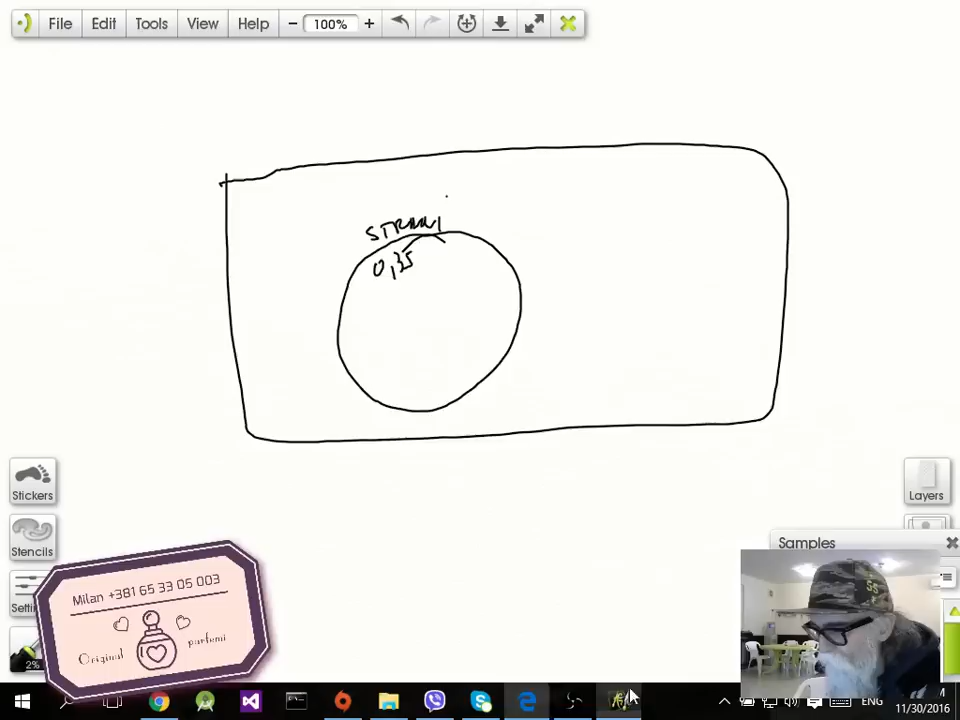 File Edit Tools View Help − 100% +
STRANI
0,35
Stickers
Layers
Stencils
Samples
Milan +381 65 33 05 003
Original parfemi
2%
ENG
11/30/2016